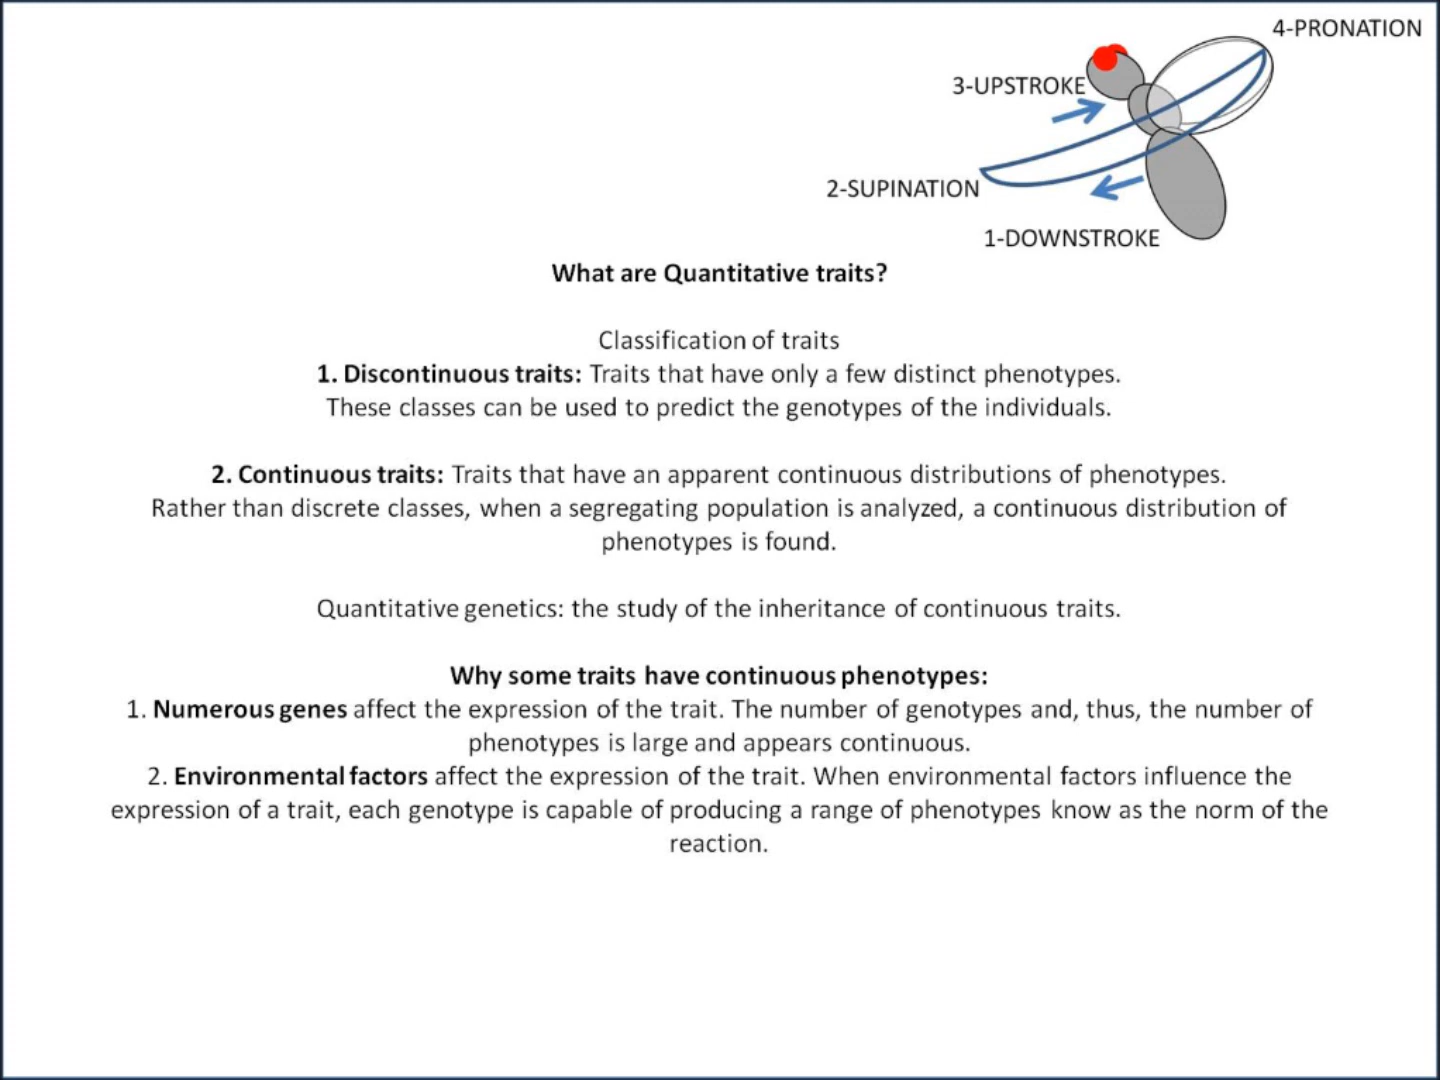 4-PRONATION
3-UPSTROKE
2-SUPINATION
1-DOWNSTROKE
What are Quantitative traits?
Classification of traits
1. Discontinuous traits: Traits that have only a few distinct phenotypes.
These classes can be used to predict the genotypes of the individuals.
2. Continuous traits: Traits that have an apparent continuous distributions of phenotypes.
Rather than discrete classes, when a segregating population is analyzed, a continuous distribution of
phenotypes is found.
Quantitative genetics: the study of the inheritance of continuous traits.
Why some traits have continuous phenotypes:
1. Numerous genes affect the expression of the trait. The number of genotypes and, thus, the number of
phenotypes is large and appears continuous.
2. Environmental factors affect the expression of the trait. When environmental factors influence the
expression of a trait, each genotype is capable of producing a range of phenotypes know as the norm of the
reaction.